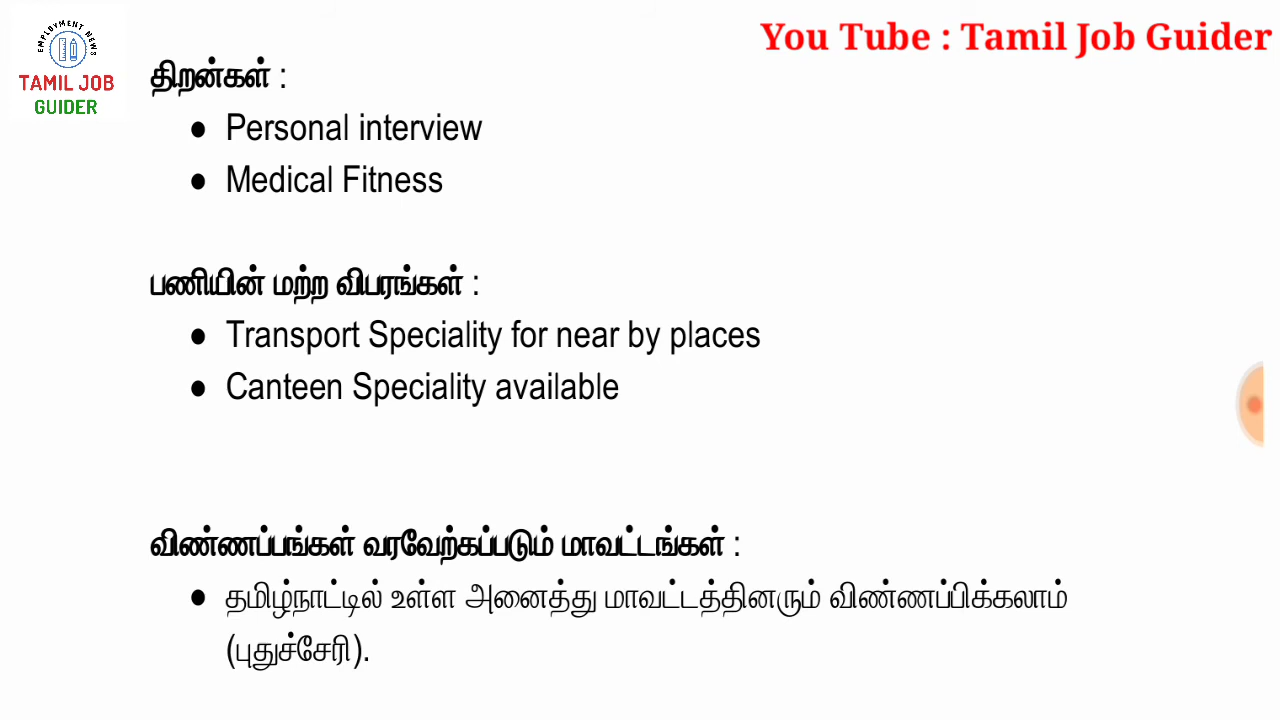 EMPLOYMENT NEWS
TAMIL JOB
GUIDER
You Tube : Tamil Job Guider
திறன்கள் :
● Personal interview
● Medical Fitness
பணியின் மற்ற விபரங்கள் :
● Transport Speciality for near by places
● Canteen Speciality available
விண்ணப்பங்கள் வரவேற்கப்படும் மாவட்டங்கள் :
● தமிழ்நாட்டில் உள்ள அனைத்து மாவட்டத்தினரும் விண்ணப்பிக்கலாம்
(புதுச்சேரி).